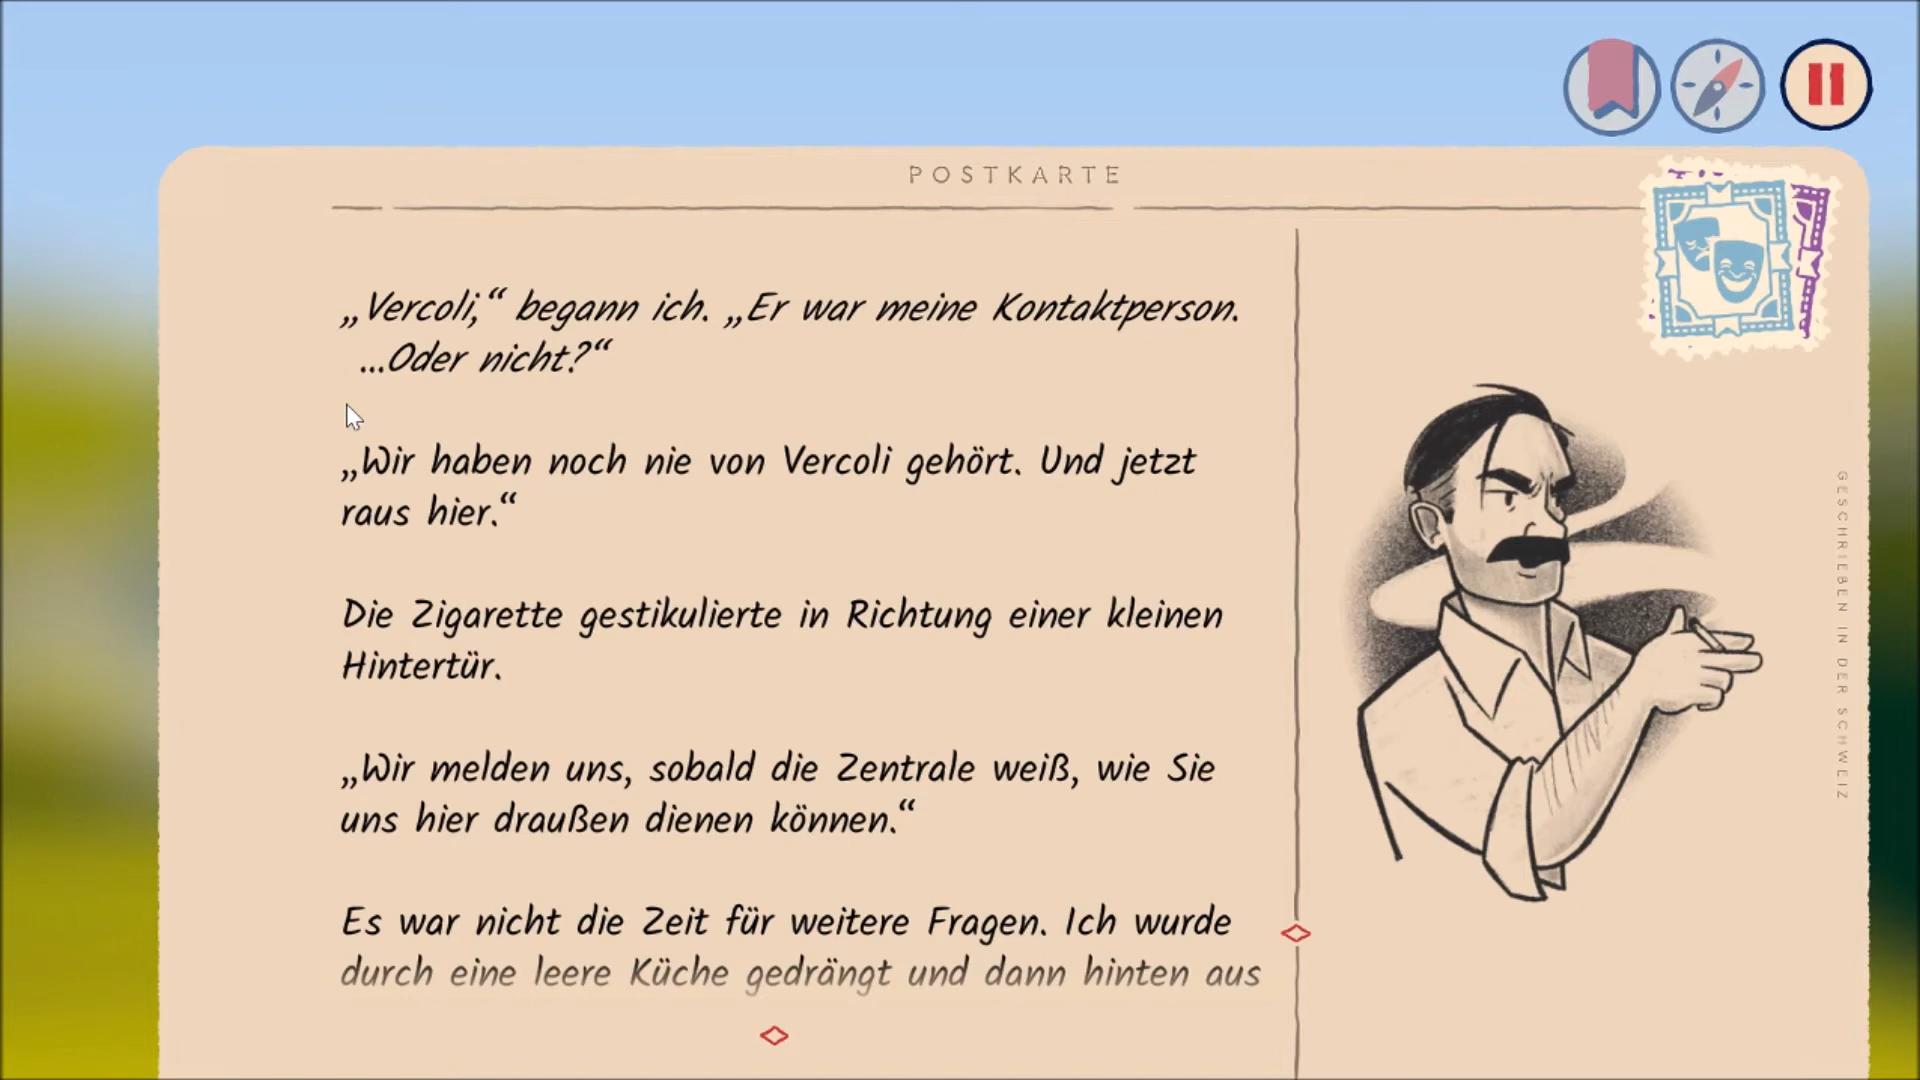 POSTKARTE
„Vercoli,“ begann ich. „Er war meine Kontaktperson.
...Oder nicht?“
„Wir haben noch nie von Vercoli gehört. Und jetzt
raus hier.“
Die Zigarette gestikulierte in Richtung einer kleinen
Hintertür.
„Wir melden uns, sobald die Zentrale weiß, wie Sie
uns hier draußen dienen können.“
Es war nicht die Zeit für weitere Fragen. Ich wurde
durch eine leere Küche gedrängt und dann hinten aus
GESCHRIEBEN IN DER SCHWEIZ